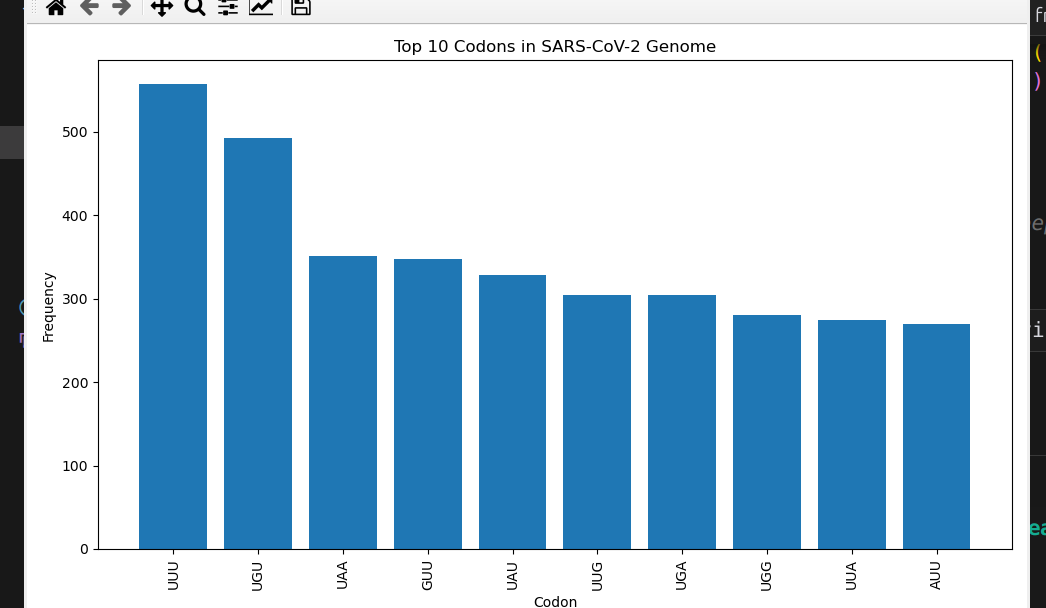 Top 10 Codons in SARS-CoV-2 Genome
500
400
300
200
100
0
Frequency
UUU
UGU
UAA
GUU
UAU
UUG
UGA
UGG
UUA
AUU
Codon
(
)